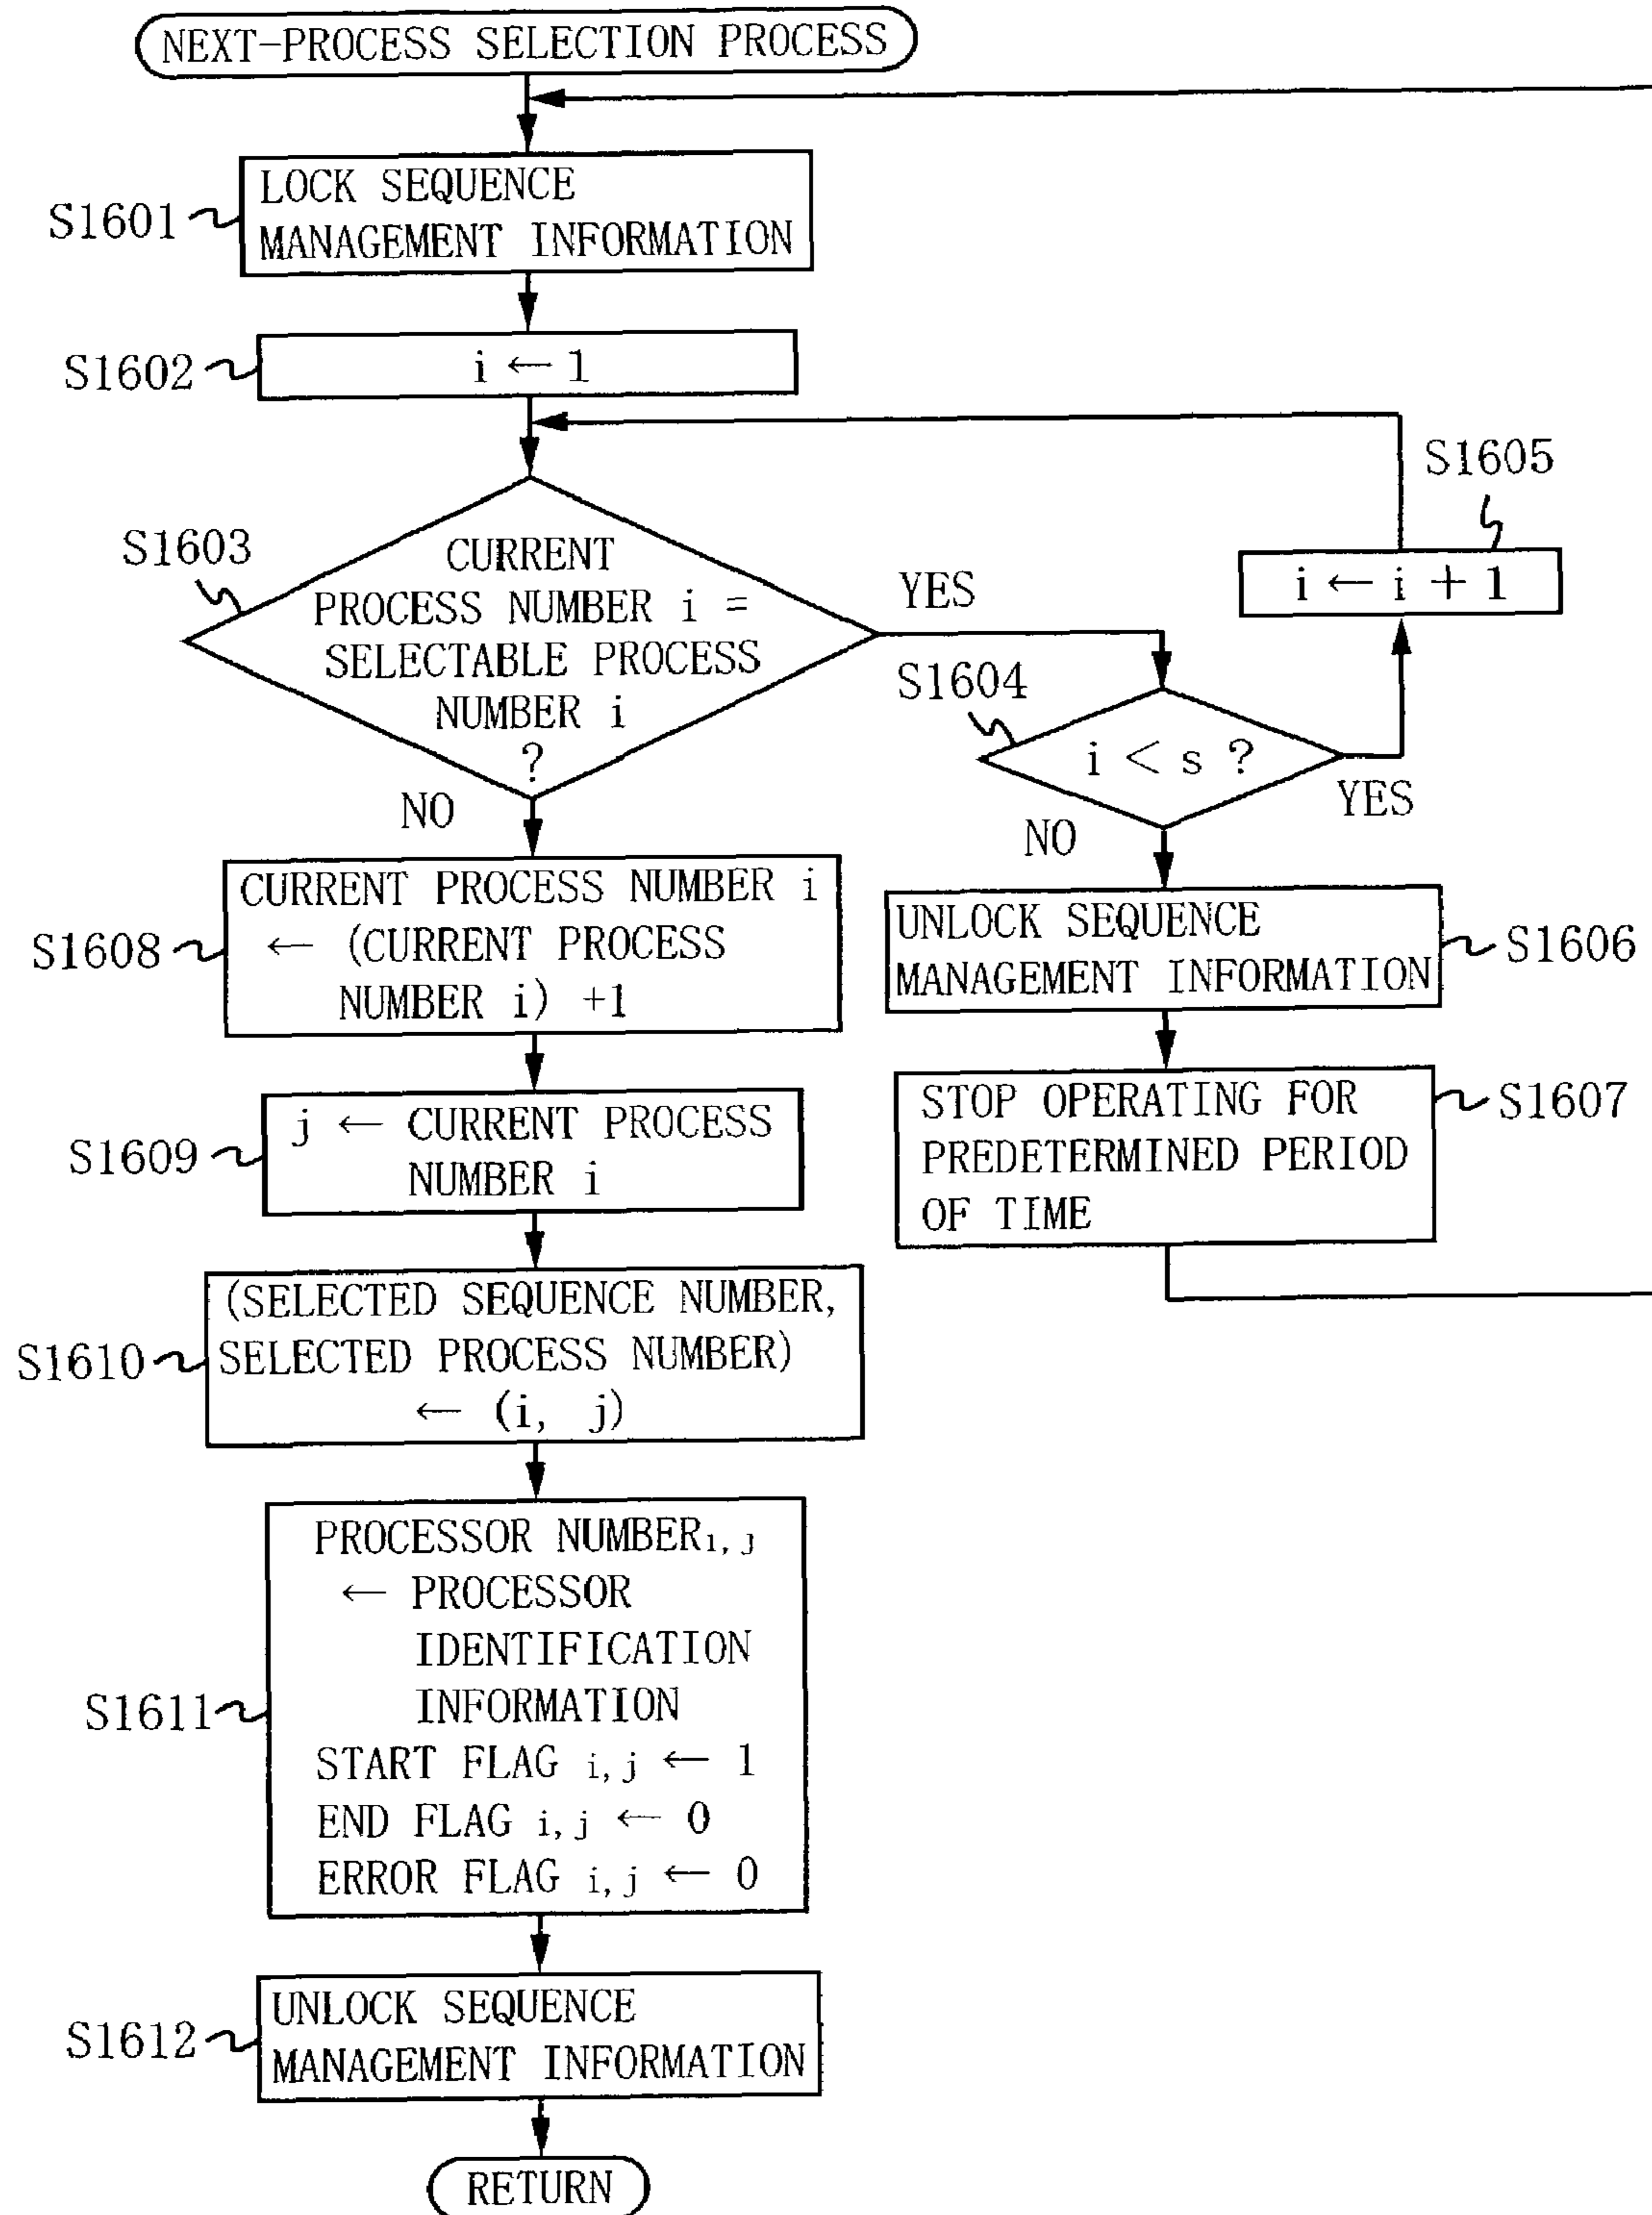 NEXT-PROCESS SELECTION PROCESS
S1601
LOCK SEQUENCE
MANAGEMENT INFORMATION
S1602
i ← 1
S1603
CURRENT
PROCESS NUMBER i =
SELECTABLE PROCESS
NUMBER i
?
YES
NO
S1604
i < s ?
YES
NO
S1605
i ← i + 1
UNLOCK SEQUENCE
MANAGEMENT INFORMATION
S1606
STOP OPERATING FOR
PREDETERMINED PERIOD
OF TIME
S1607
S1608
CURRENT PROCESS NUMBER i
← (CURRENT PROCESS
NUMBER i) +1
S1609
j ← CURRENT PROCESS
NUMBER i
S1610
(SELECTED SEQUENCE NUMBER,
SELECTED PROCESS NUMBER)
← (i, j)
S1611
PROCESSOR NUMBERi, j
← PROCESSOR
IDENTIFICATION
INFORMATION
START FLAG i, j ← 1
END FLAG i, j ← 0
ERROR FLAG i, j ← 0
S1612
UNLOCK SEQUENCE
MANAGEMENT INFORMATION
RETURN